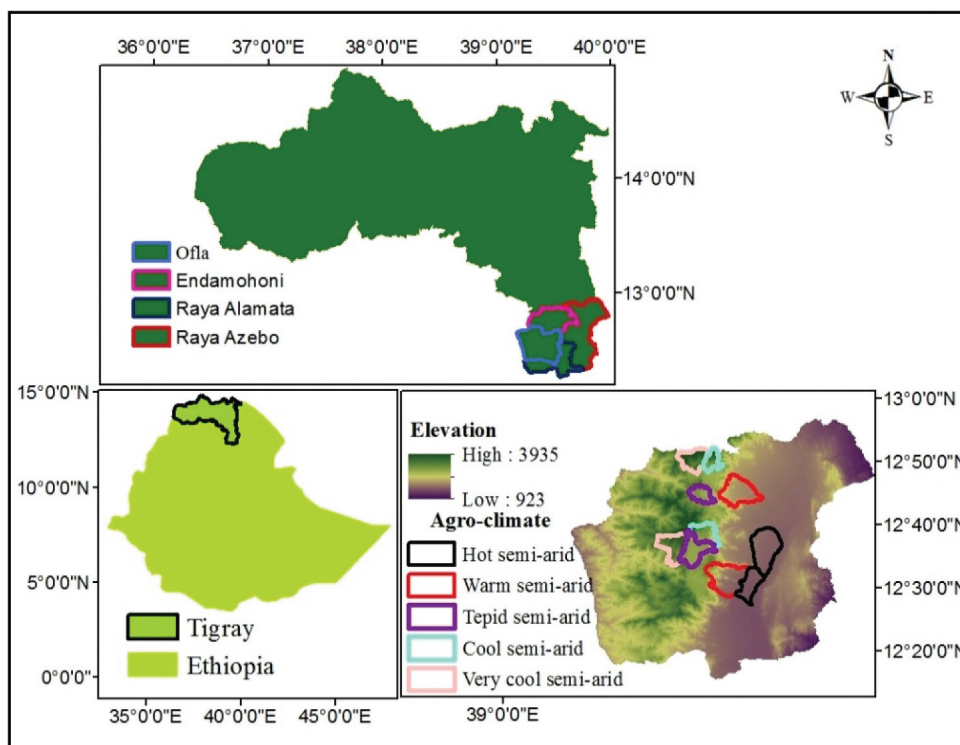 36°0'0"E 37°0'0"E 38°0'0"E 39°0'0"E 40°0'0"E
N
W E
S
14°0'0"N
13°0'0"N
Ofla
Endamohoni
Raya Alamata
Raya Azebo
15°0'0"N
10°0'0"N
5°0'0"N
0°0'0"
Tigray
Ethiopia
35°0'0"E 40°0'0"E 45°0'0"E
Elevation
High : 3935
Low : 923
Agro-climate
Hot semi-arid
Warm semi-arid
Tepid semi-arid
Cool semi-arid
Very cool semi-arid
13°0'0"N
12°50'0"N
12°40'0"N
12°30'0"N
12°20'0"N
39°0'0"E